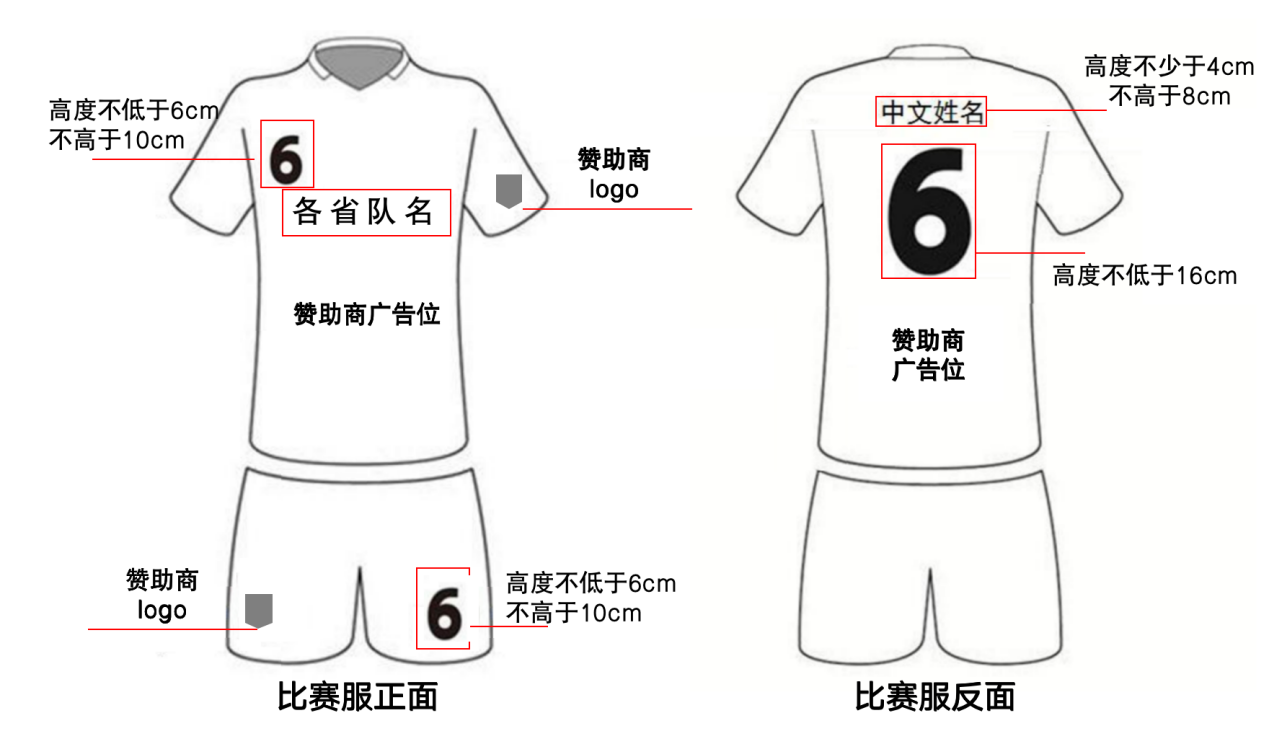 高度不低于6cm
不高于10cm
6
各省队名
赞助商
logo
赞助商广告位
赞助商
logo
6
高度不低于6cm
不高于10cm
比赛服正面
高度不少于4cm
不高于8cm
中文姓名
6
高度不低于16cm
赞助商
广告位
比赛服反面